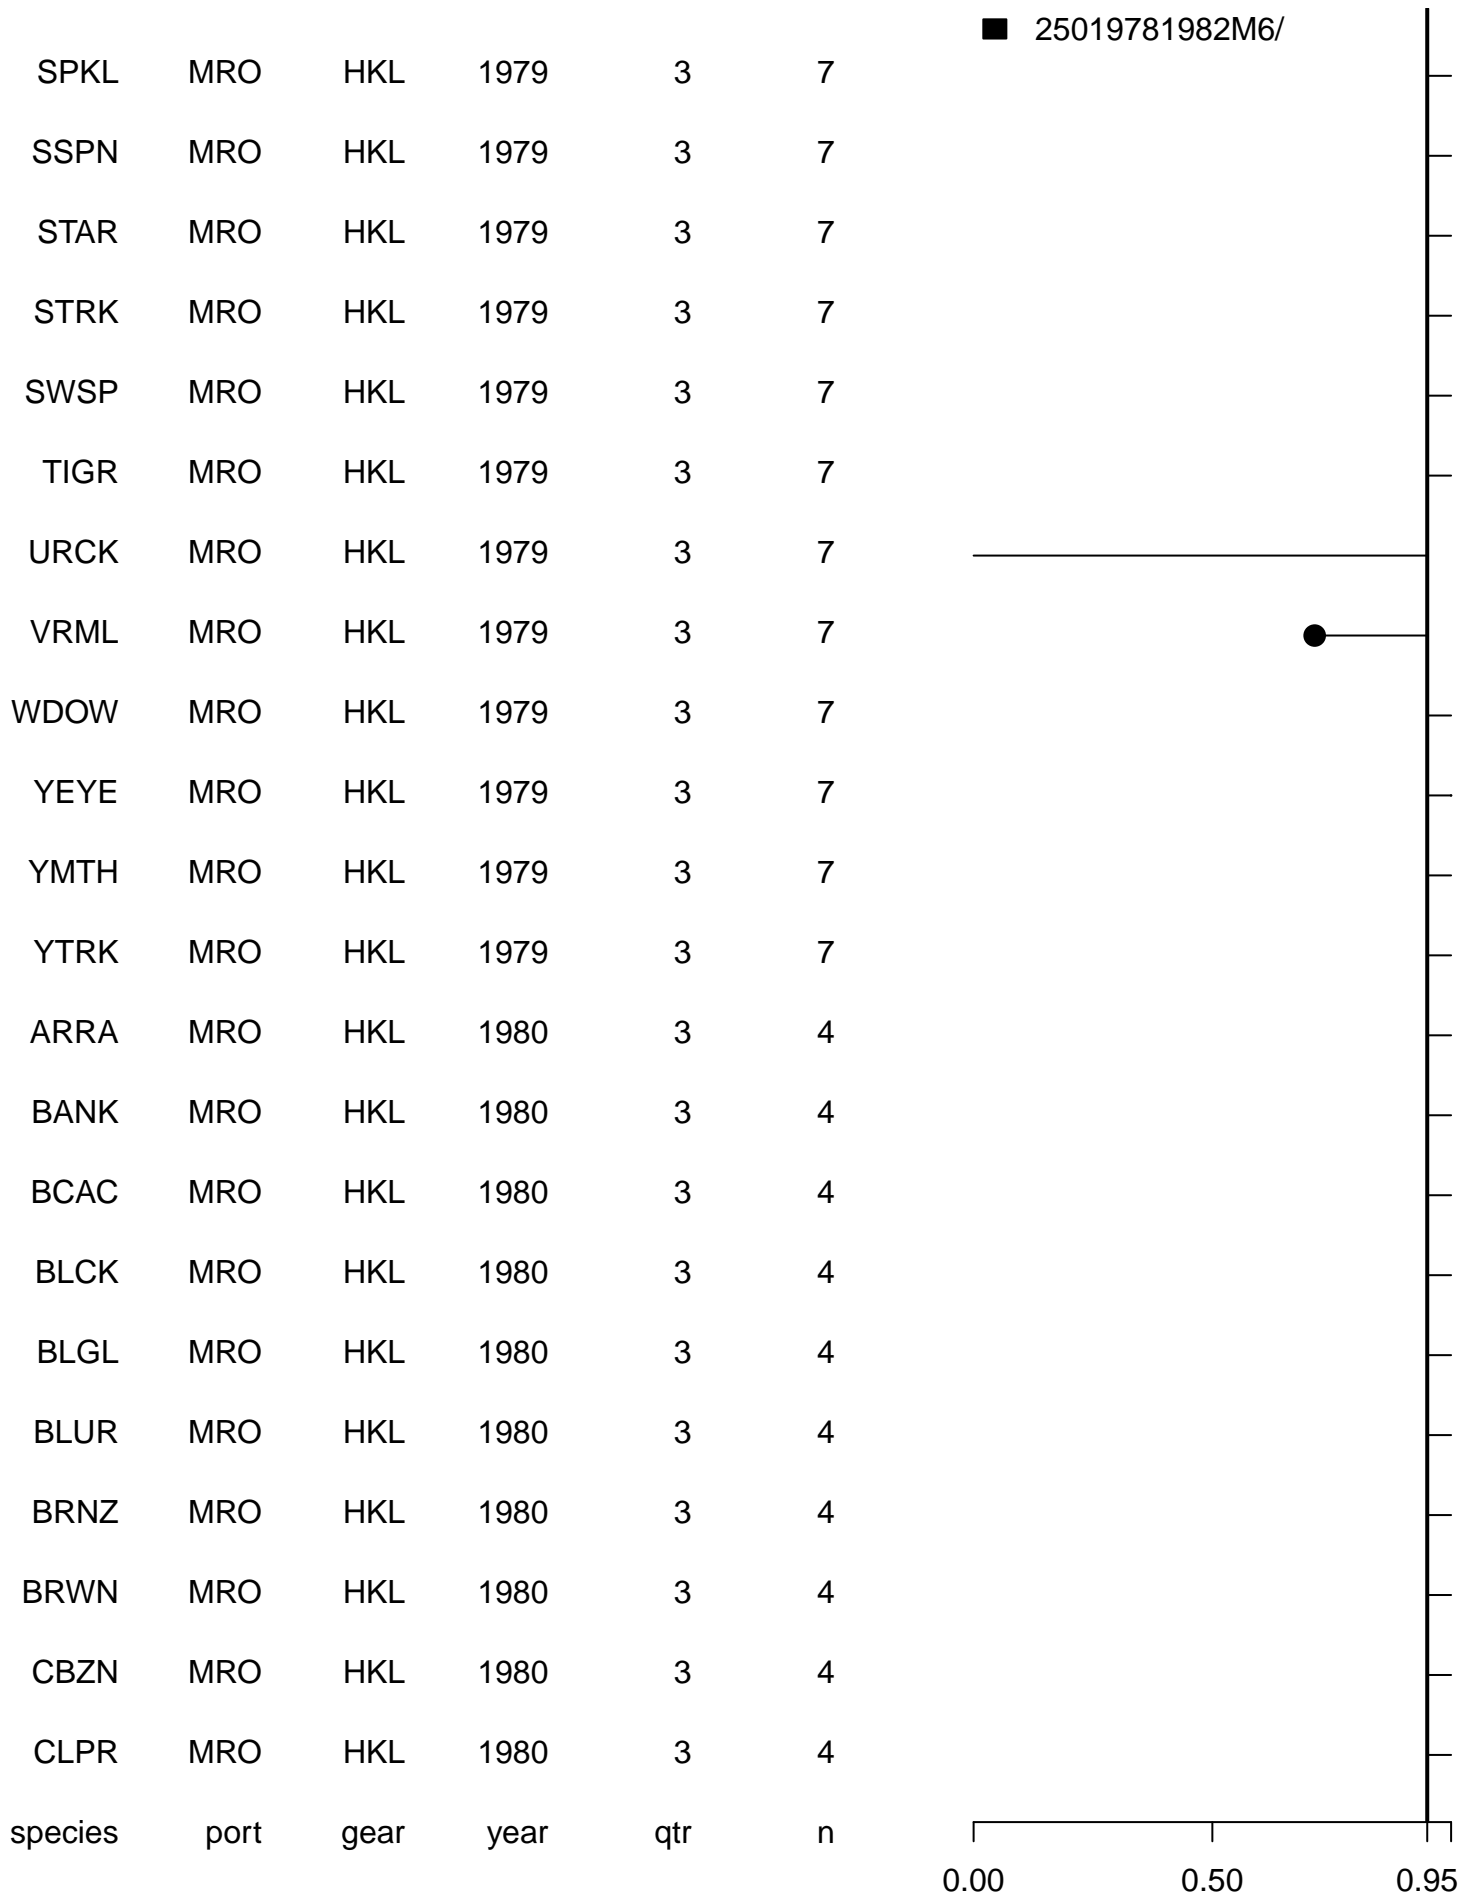 25019781982M6/
SPKL MRO HKL 1979 3 7
SSPN MRO HKL 1979 3 7
STAR MRO HKL 1979 3 7
STRK MRO HKL 1979 3 7
SWSP MRO HKL 1979 3 7
TIGR MRO HKL 1979 3 7
URCK MRO HKL 1979 3 7
VRML MRO HKL 1979 3 7
WDOW MRO HKL 1979 3 7
YEYE MRO HKL 1979 3 7
YMTH MRO HKL 1979 3 7
YTRK MRO HKL 1979 3 7
ARRA MRO HKL 1980 3 4
BANK MRO HKL 1980 3 4
BCAC MRO HKL 1980 3 4
BLCK MRO HKL 1980 3 4
BLGL MRO HKL 1980 3 4
BLUR MRO HKL 1980 3 4
BRNZ MRO HKL 1980 3 4
BRWN MRO HKL 1980 3 4
CBZN MRO HKL 1980 3 4
CLPR MRO HKL 1980 3 4
species port gear year qtr n
0.00 0.50 0.95